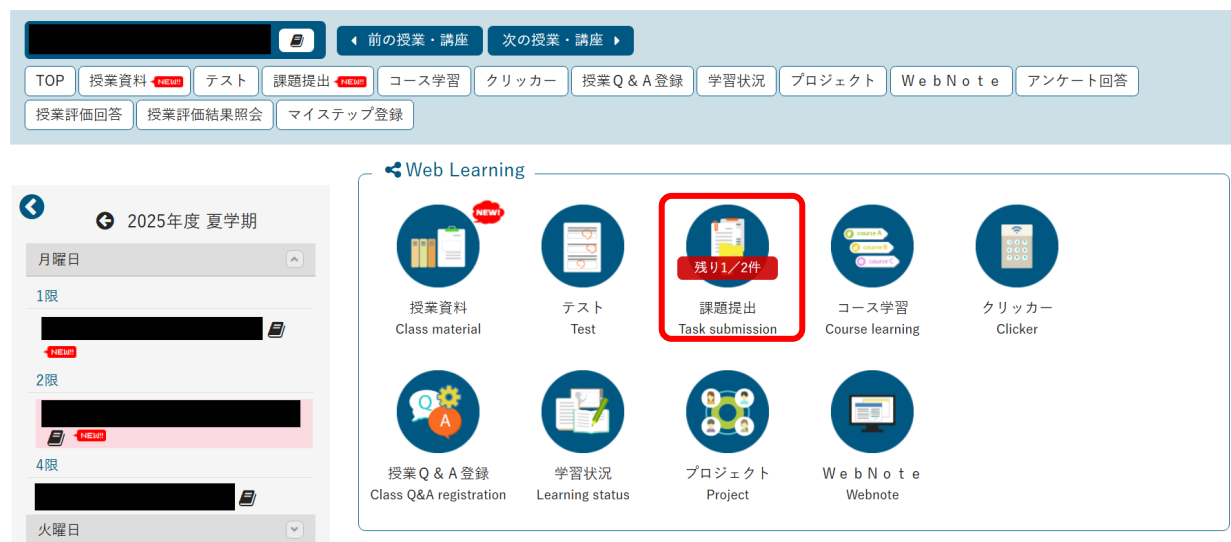 前の授業・講座 次の授業・講座
TOP 授業資料 NEW!! テスト 課題提出 NEW!! コース学習 クリッカー 授業Q&A登録 学習状況 プロジェクト WebNote アンケート回答
授業評価回答 授業評価結果照会 マイステップ登録
Web Learning
2025年度 夏学期
月曜日
1限
NEW!!
2限
NEW!!
4限
火曜日
NEW!
残り1/2件
course A
course B
course C
授業資料 テスト 課題提出 コース学習 クリッカー
Class material Test Task submission Course learning Clicker
Q
A
授業Q&A登録 学習状況 プロジェクト WebNote
Class Q&A registration Learning status Project Webnote